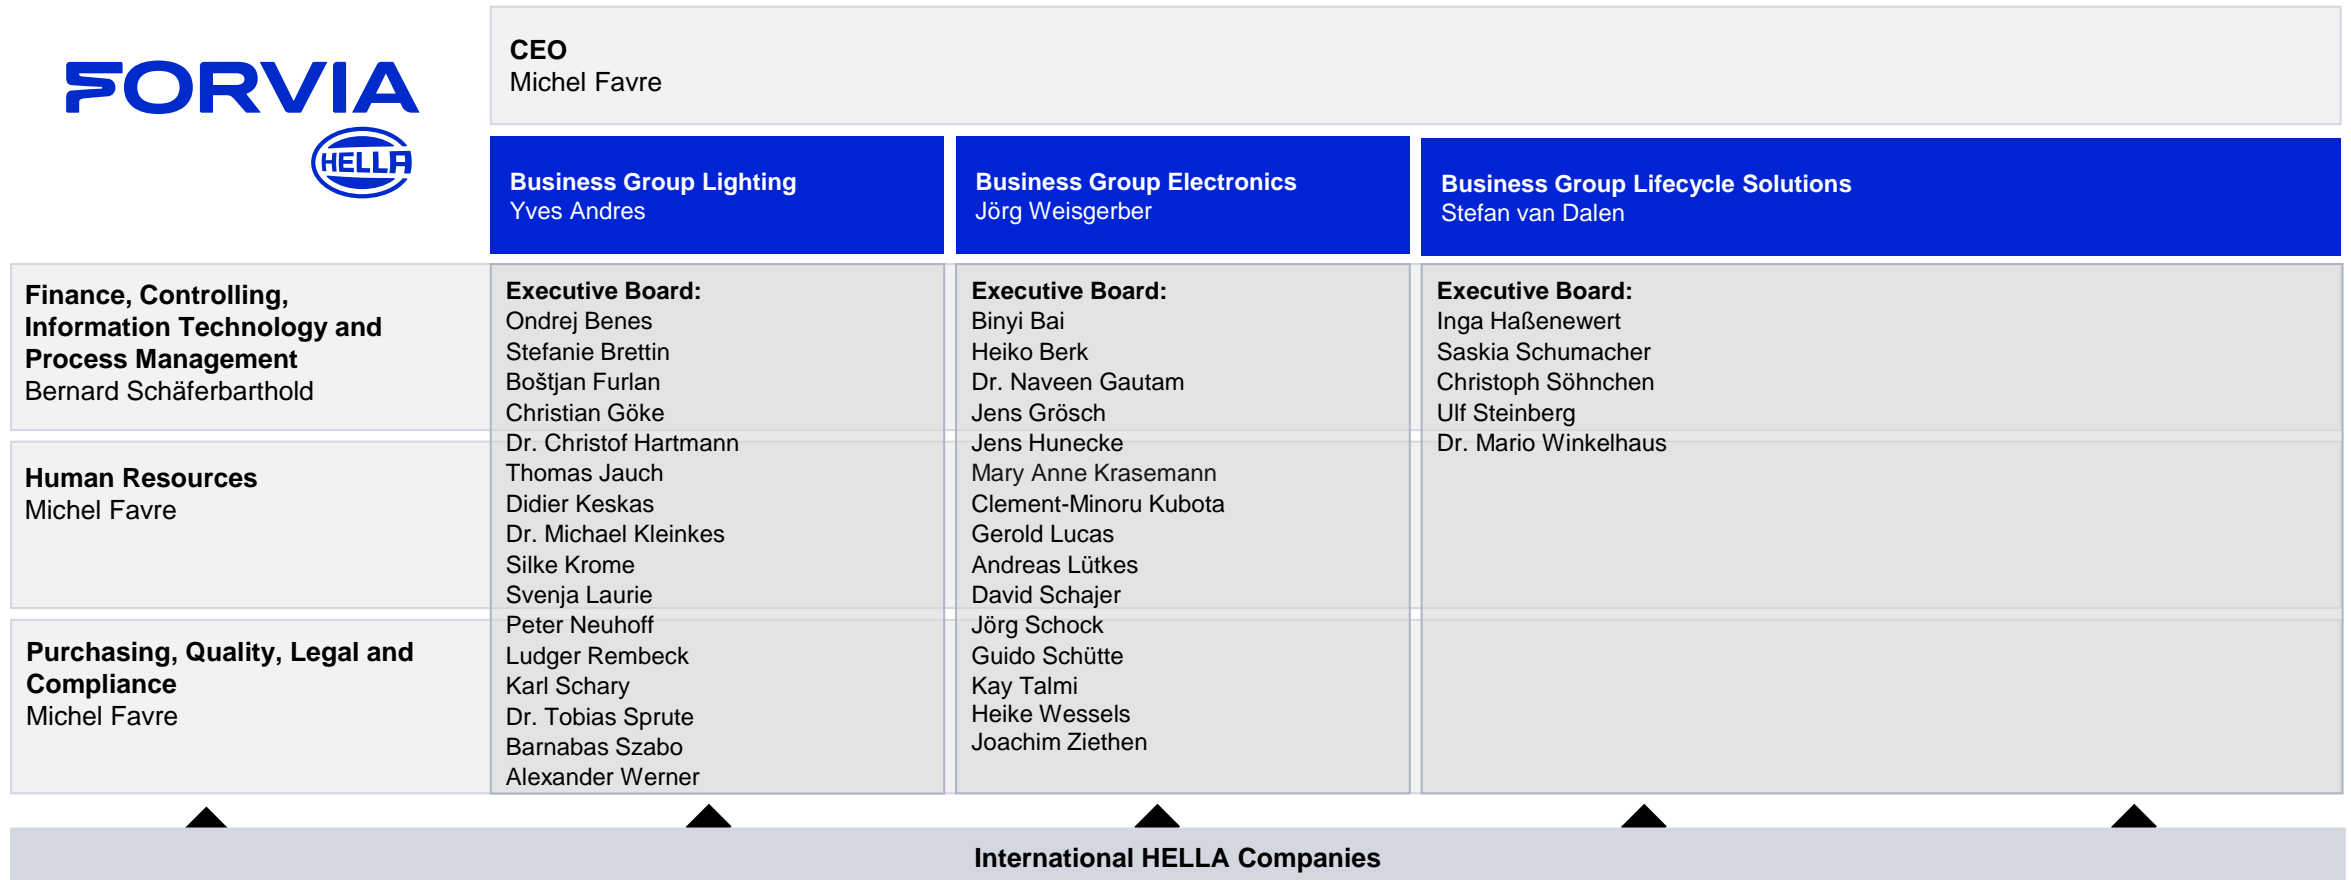 FORVIA
HELLA
CEO
Michel Favre
Business Group Lighting
Yves Andres
Business Group Electronics
Jörg Weisgerber
Business Group Lifecycle Solutions
Stefan van Dalen
Finance, Controlling,
Information Technology and
Process Management
Bernard Schäferbarthold
Human Resources
Michel Favre
Purchasing, Quality, Legal and
Compliance
Michel Favre
Executive Board:
Ondrej Benes
Stefanie Brettin
Boštjan Furlan
Christian Göke
Dr. Christof Hartmann
Thomas Jauch
Didier Keskas
Dr. Michael Kleinkes
Silke Krome
Svenja Laurie
Peter Neuhoff
Ludger Rembeck
Karl Schary
Dr. Tobias Sprute
Barnabas Szabo
Alexander Werner
Executive Board:
Binyi Bai
Heiko Berk
Dr. Naveen Gautam
Jens Grösch
Jens Hunecke
Mary Anne Krasemann
Clement-Minoru Kubota
Gerold Lucas
Andreas Lütkes
David Schajer
Jörg Schock
Guido Schütte
Kay Talmi
Heike Wessels
Joachim Ziethen
Executive Board:
Inga Haßenewert
Saskia Schumacher
Christoph Söhnchen
Ulf Steinberg
Dr. Mario Winkelhaus
International HELLA Companies